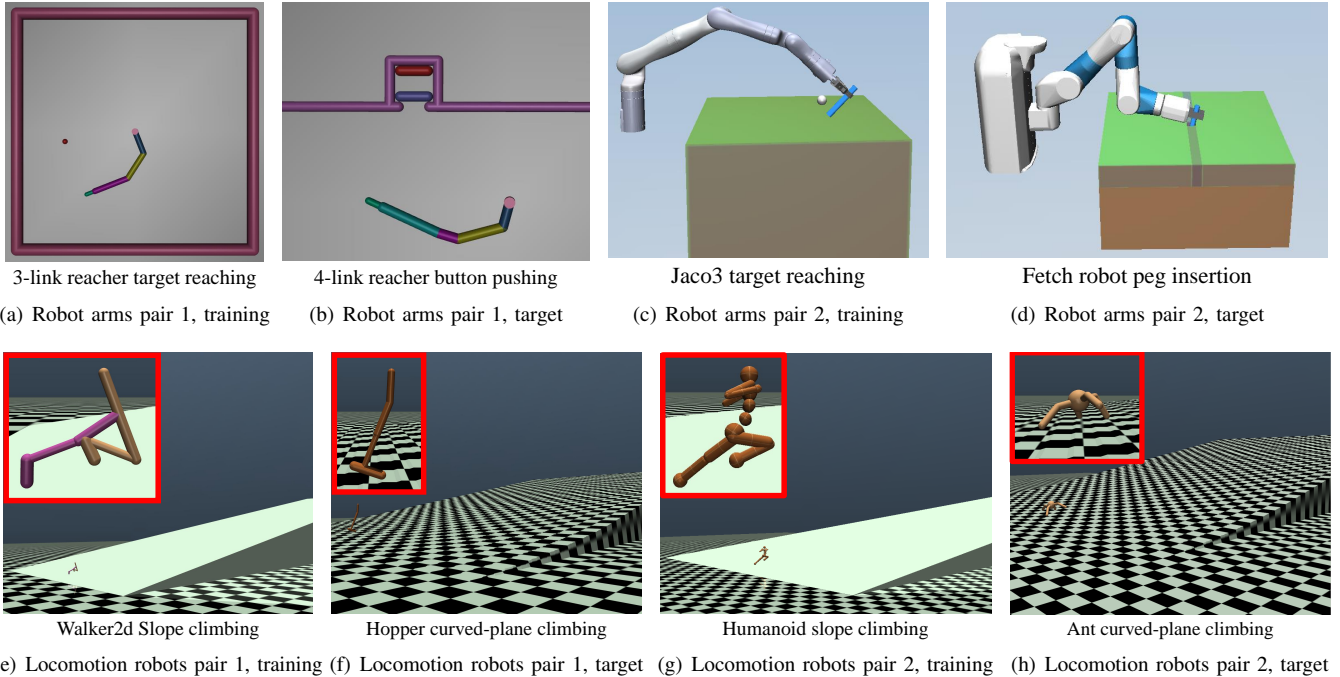 3-link reacher target reaching
4-link reacher button pushing
Jaco3 target reaching
Fetch robot peg insertion
a) Robot arms pair 1, training
(b) Robot arms pair 1, target
(c) Robot arms pair 2, training
(d) Robot arms pair 2, target
Walker2d Slope climbing
Hopper curved-plane climbing
Humanoid slope climbing
Ant curved-plane climbing
e) Locomotion robots pair 1, training
(f) Locomotion robots pair 1, target
(g) Locomotion robots pair 2, training
(h) Locomotion robots pair 2, target